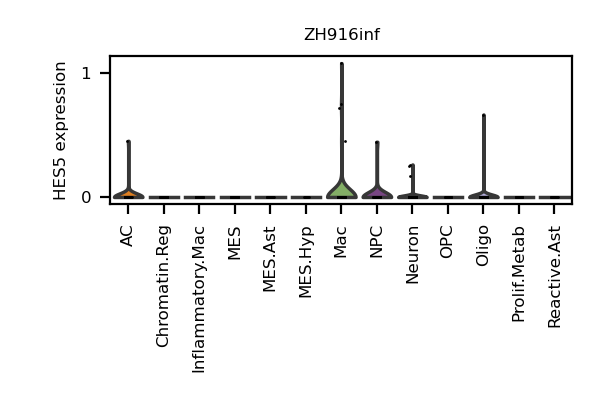 ZH916inf
HES5 expression
1
0
AC
Chromatin.Reg
Inflammatory.Mac
MES
MES.Ast
MES.Hyp
Mac
NPC
Neuron
OPC
Oligo
Prolif.Metab
Reactive.Ast